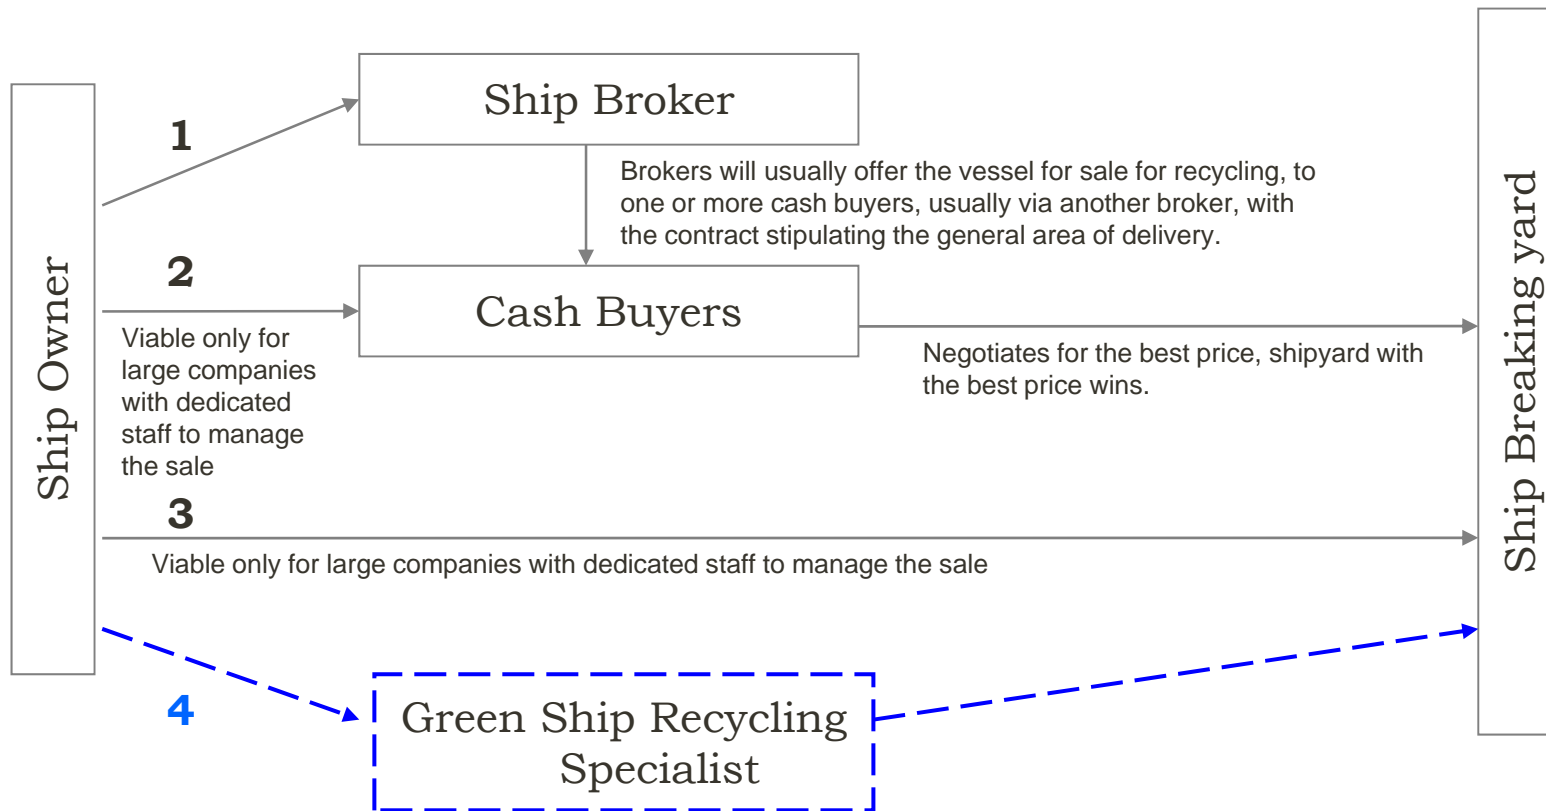 Ship Owner
1
Ship Broker
Brokers will usually offer the vessel for sale for recycling, to
one or more cash buyers, usually via another broker, with
the contract stipulating the general area of delivery.
2
Viable only for
large companies
with dedicated
staff to manage
the sale
Cash Buyers
Negotiates for the best price, shipyard with
the best price wins.
3
Viable only for large companies with dedicated staff to manage the sale
4
Green Ship Recycling
Specialist
Ship Breaking yard